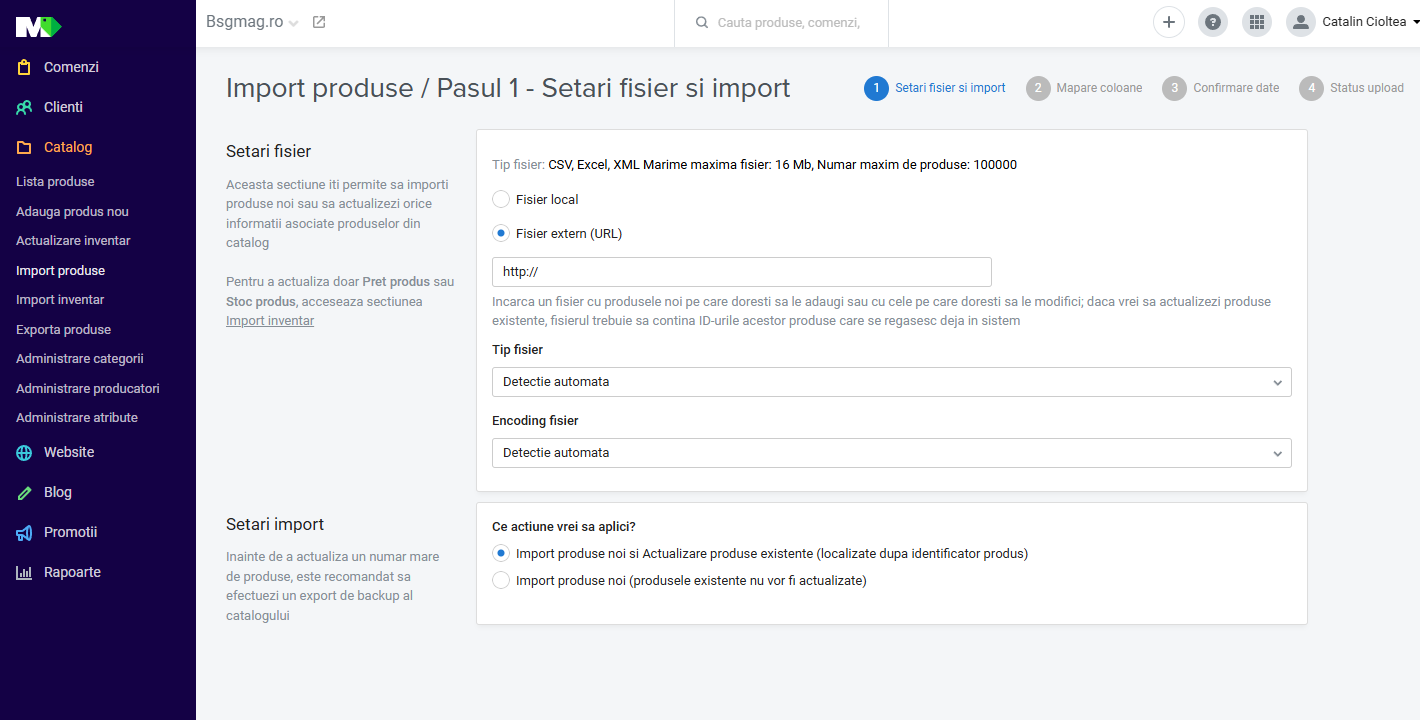 Bsgmag.ro
Cauta produse, comenzi,
Catalin Cioltea
Comenzi
Clienti
Catalog
Lista produse
Adauga produs nou
Actualizare inventar
Import produse
Import inventar
Exporta produse
Administrare categorii
Administrare producatori
Administrare atribute
Website
Blog
Promotii
Rapoarte
Import produse / Pasul 1 - Setari fisier si import
1 Setari fisier si import
2 Mapare coloane
3 Confirmare date
4 Status upload
Setari fisier
Aceasta sectiune iti permite sa importi
produse noi sau sa actualizezi orice
informatii asociate produselor din
catalog
Pentru a actualiza doar Pret produs sau
Stoc produs, acceseaza sectiunea
Import inventar
Tip fisier: CSV, Excel, XML Marime maxima fisier: 16 Mb, Numar maxim de produse: 100000
Fisier local
Fisier extern (URL)
http://
Incarca un fisier cu produsele noi pe care doresti sa le adaugi sau cu cele pe care doresti sa le modifici; daca vrei sa actualizezi produse
existente, fisierul trebuie sa contina ID-urile acestor produse care se regasesc deja in sistem
Tip fisier
Detectie automata
Encoding fisier
Detectie automata
Setari import
Inainte de a actualiza un numar mare
de produse, este recomandat sa
efectuezi un export de backup al
catalogului
Ce actiune vrei sa aplici?
Import produse noi si Actualizare produse existente (localizate dupa identificator produs)
Import produse noi (produsele existente nu vor fi actualizate)